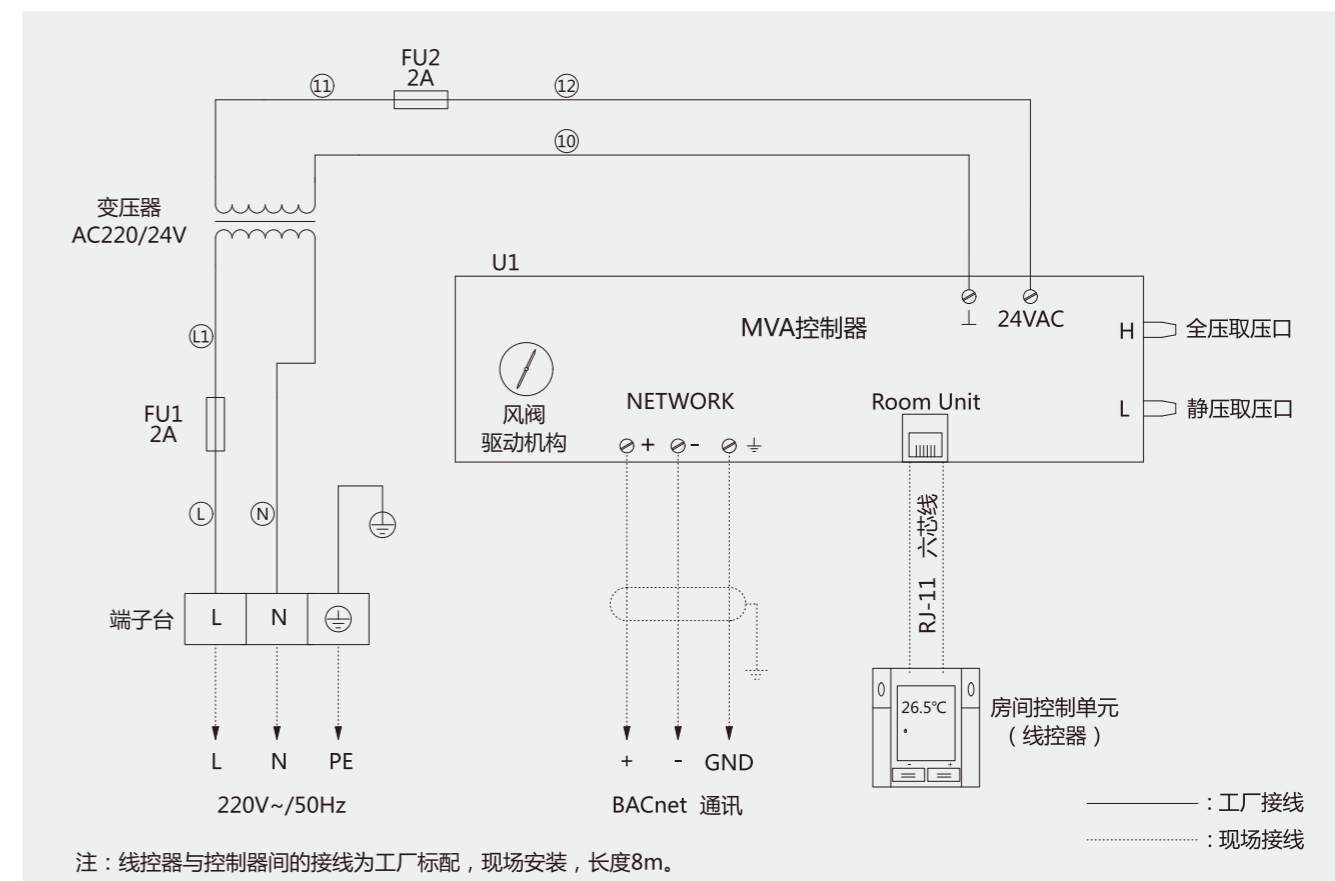 FU2
2A
⑪
⑫
⑩
变压器
AC220/24V
U1
MVA控制器
⊥
24VAC
H
全压取压口
L
静压取压口
L1
FU1
2A
风阀
驱动机构
NETWORK
+
-
Room Unit
L
N
RJ-11 六芯线
端子台
L
N
26.5℃
- +
房间控制单元
（线控器）
L N PE
220V~/50Hz
+ - GND
BACnet 通讯
：工厂接线
：现场接线
注：线控器与控制器间的接线为工厂标配，现场安装，长度8m。